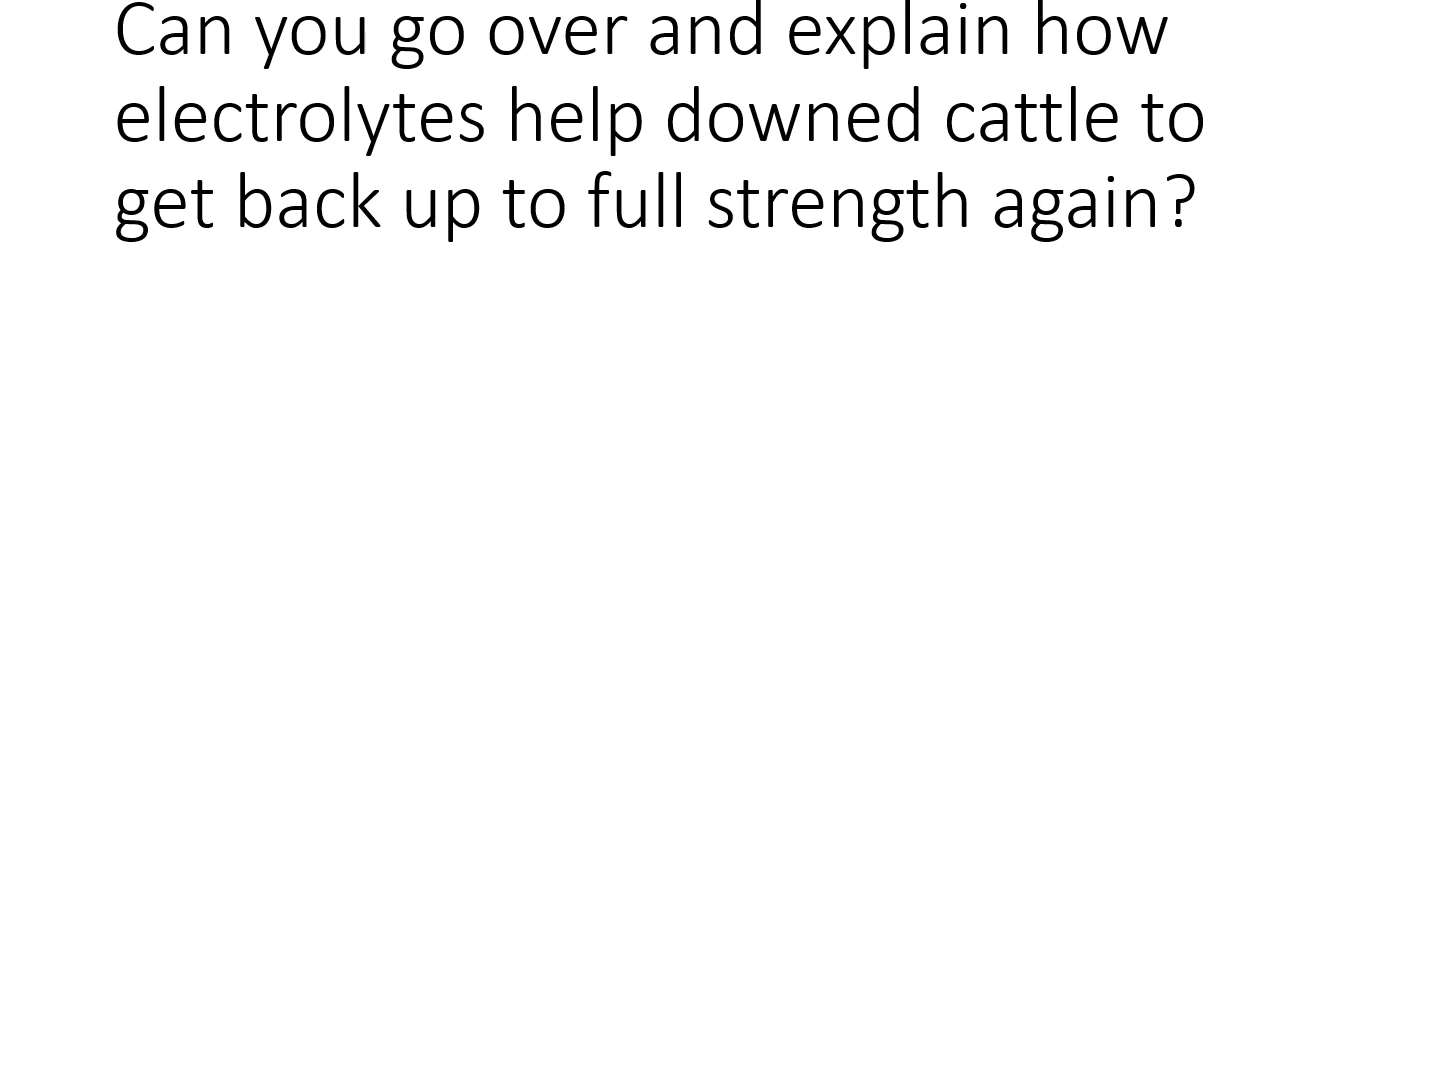 Can you go over and explain how
electrolytes help downed cattle to
get back up to full strength again?